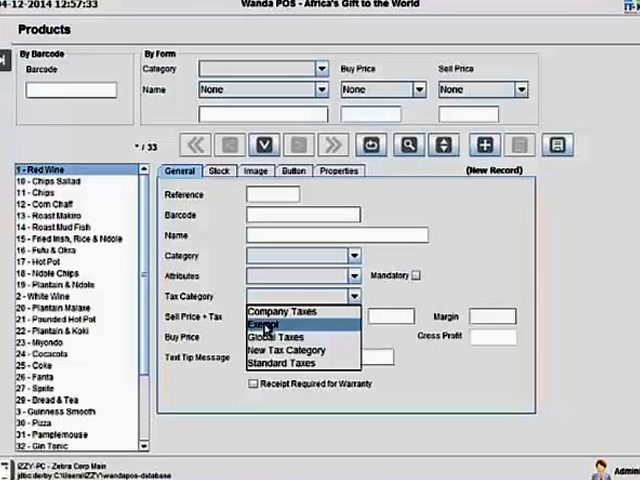 04-12-2014 12:57:33
Wanda POS - Africa's Gift to the World
Products
By Barcode
Barcode
By Form
Category
Buy Price
Sell Price
Name
None
None
None
* / 33
1 - Red Wine
10 - Chips Sallad
11 - Chips
12 - Corn Chaff
13 - Roast Makiro
14 - Roast Mud Fish
15 - Fried Irish, Rice & Ndole
16 - Fufu & Okra
17 - Hot Pot
18 - Ndole Chips
19 - Plantain & Ndole
2 - White Wine
20 - Plantain Malaxe
21 - Pounded Hot Pot
22 - Plantain & Koki
23 - Miyondo
24 - Cocacola
25 - Coke
26 - Fanta
27 - Sprite
29 - Bread & Tea
3 - Guinness Smooth
30 - Pizza
31 - Pamplemouse
32 - Gin Tonic
General
Stock
Image
Button
Properties
(New Record)
Reference
Barcode
Name
Category
Attributes
Mandatory
Tax Category
Company Taxes
Exempt
Global Taxes
New Tax Category
Standard Taxes
Sell Price + Tax
Margin
Buy Price
Gross Profit
Text Tip Message
Receipt Required for Warranty
IZZY-PC - Zebra Corp Main
jdbc:derby C:\Users\IZZY\wandapos-database
Admini